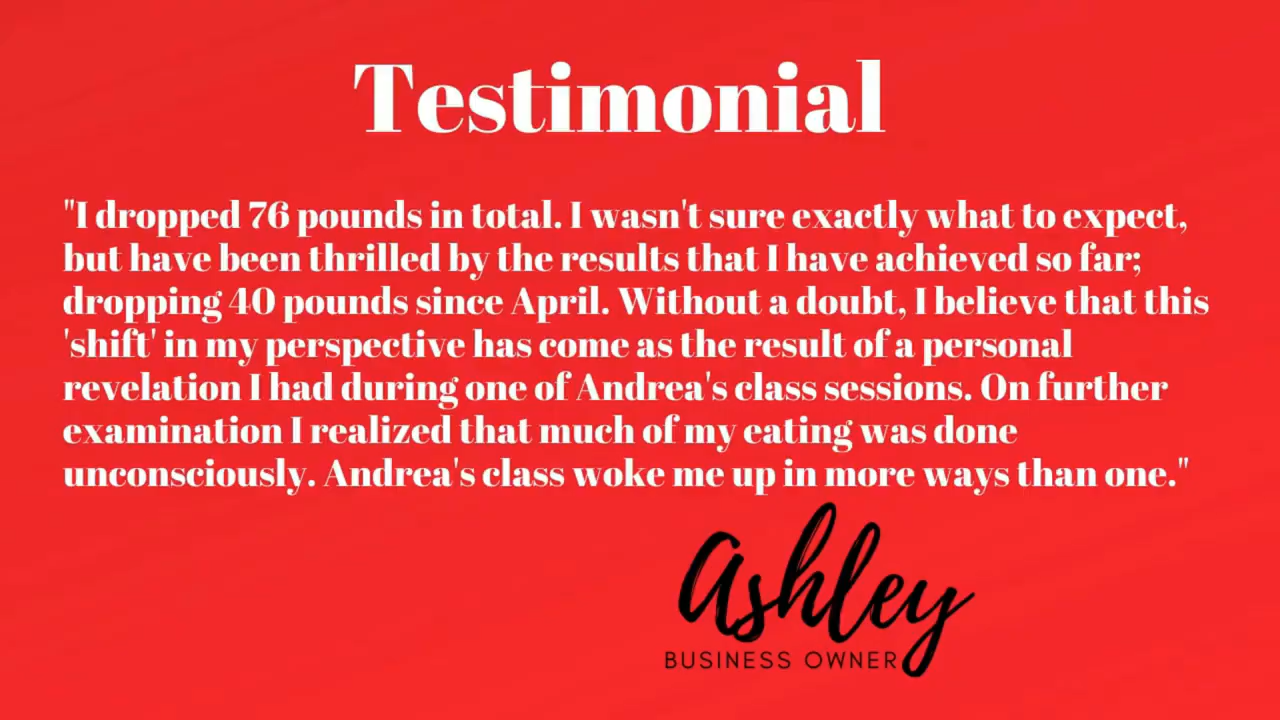 Testimonial
"I dropped 76 pounds in total. I wasn't sure exactly what to expect,
but have been thrilled by the results that I have achieved so far;
dropping 40 pounds since April. Without a doubt, I believe that this
'shift' in my perspective has come as the result of a personal
revelation I had during one of Andrea's class sessions. On further
examination I realized that much of my eating was done
unconsciously. Andrea's class woke me up in more ways than one."
Ashley
BUSINESS OWNER